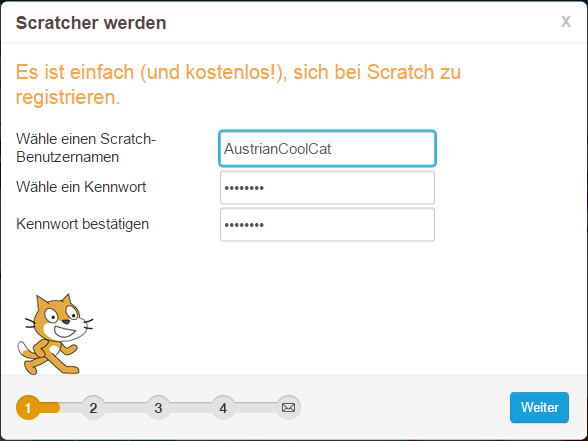 Scratcher werden
x
Es ist einfach (und kostenlos!), sich bei Scratch zu
registrieren.
Wähle einen Scratch-
Benutzernamen
AustrianCoolCat
Wähle ein Kennwort
••••••••
Kennwort bestätigen
••••••••
1 2 3 4
Weiter